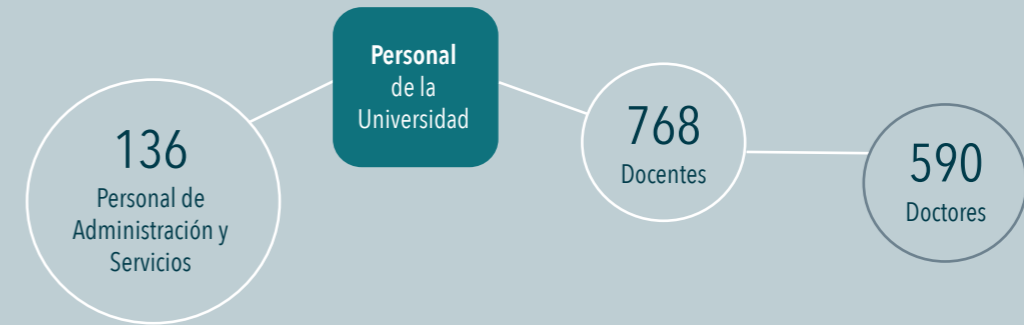 Personal
de la
Universidad
136
Personal de
Administración y
Servicios
768
Docentes
590
Doctores